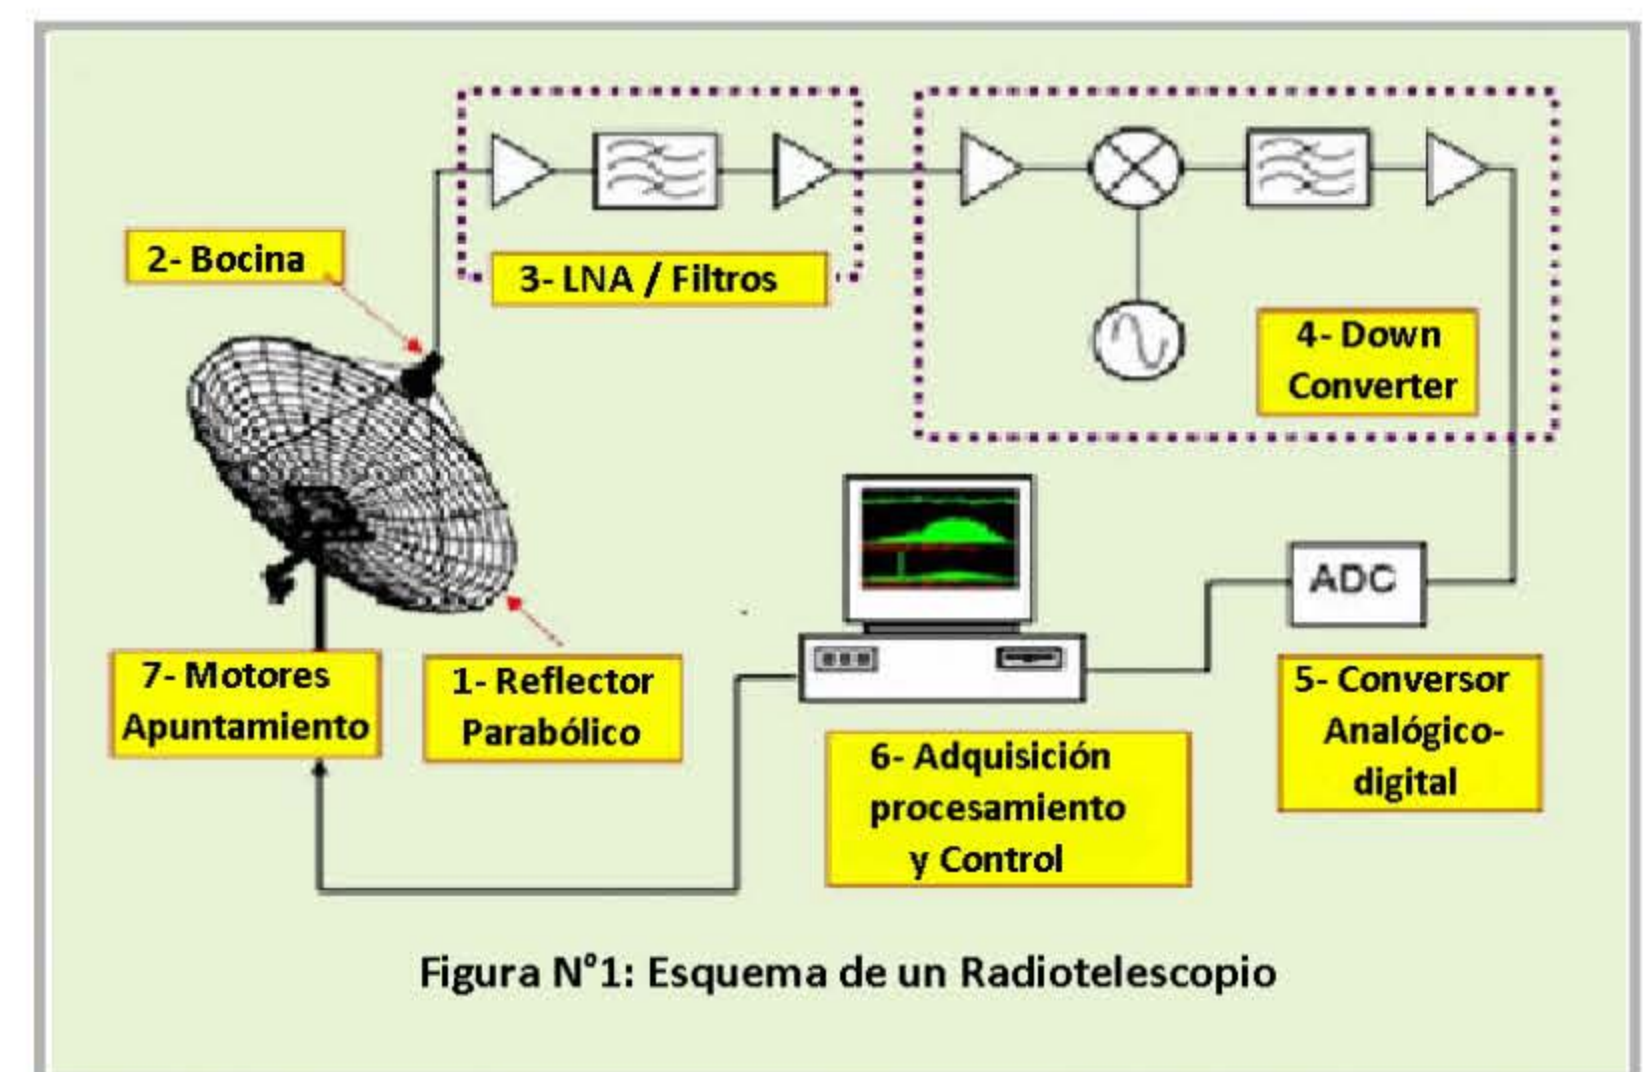 2- Bocina
3- LNA / Filtros
4- Down
Converter
ADC
7- Motores
Apuntamiento
1- Reflector
Parabólico
6- Adquisición
procesamiento
y Control
5- Conversor
Analógico-
digital
Figura N°1: Esquema de un Radiotelescopio